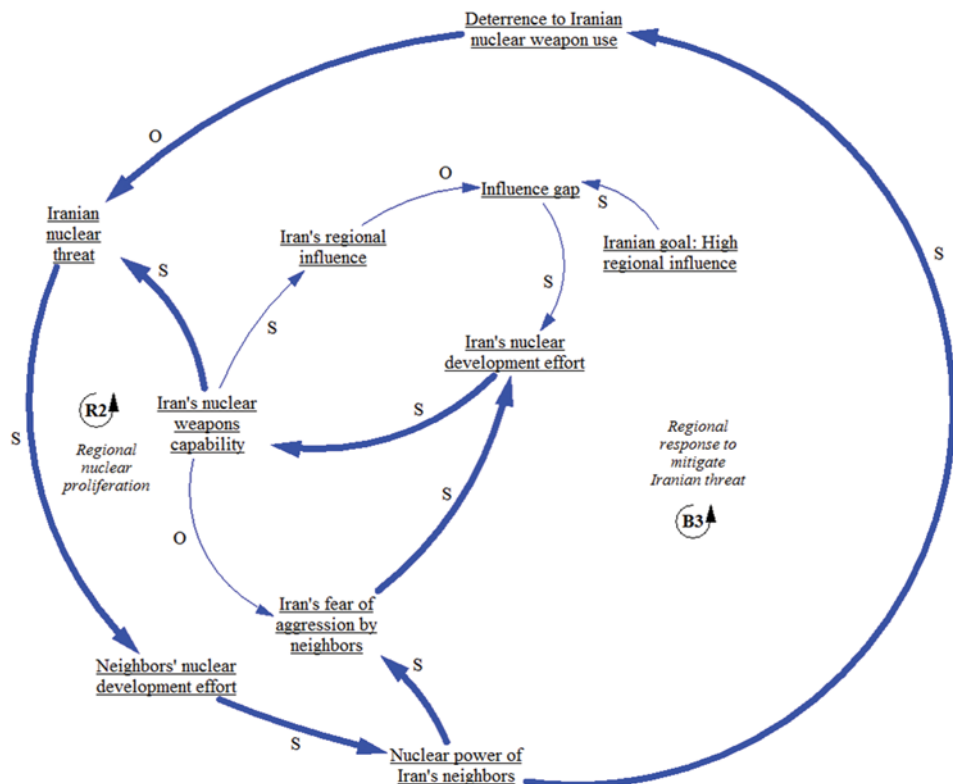 Deterrence to Iranian
nuclear weapon use
O
O
Influence gap
S
Iranian
nuclear
threat
Iran's regional
influence
Iranian goal: High
regional influence
S
S
S
S
Iran's nuclear
development effort
R2
Regional
nuclear
proliferation
Iran's nuclear
weapons
capability
S
Regional
response to
mitigate
Iranian threat
B3
S
S
O
Iran's fear of
aggression by
neighbors
Neighbors' nuclear
development effort
S
S
Nuclear power of
Iran's neighbors